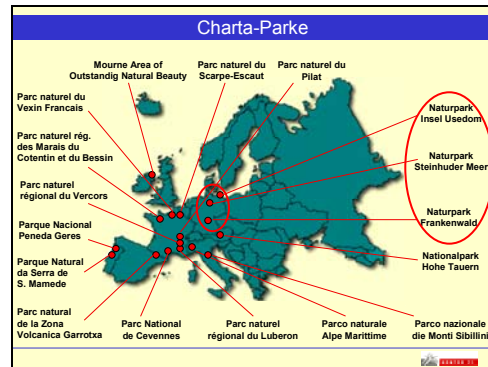 Charta-Parke
Mourne Area of
Outstandig Natural Beauty
Parc naturel du
Scarpe-Escaut
Parc naturel du
Pilat
Parc naturel du
Vexin Francais
Parc naturel rég.
des Marais du
Cotentin et du Bessin
Parc naturel
régional du Vercors
Parque Nacional
Peneda Geres
Parque Natural
da Serra de
S. Mamede
Parc natural
de la Zona
Volcanica Garrotxa
Parc National
de Cevennes
Parc naturel
régional du Luberon
Parco naturale
Alpe Marittime
Parco nazionale
die Monti Sibillini
Naturpark
Insel Usedom
Naturpark
Steinhuder Meer
Naturpark
Frankenwald
Nationalpark
Hohe Tauern